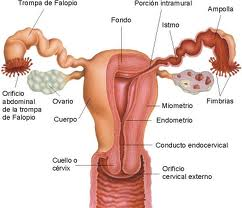 Trompa de Falopio
Fondo
Porción intramural
Istmo
Ampolla
Orificio
abdominal
de la trompa
de Falopio
Ovario
Cuerpo
Fimbrias
Miometrio
Endometrio
Conducto endocervical
Cuello o
cérvix
Orificio
cervical externo